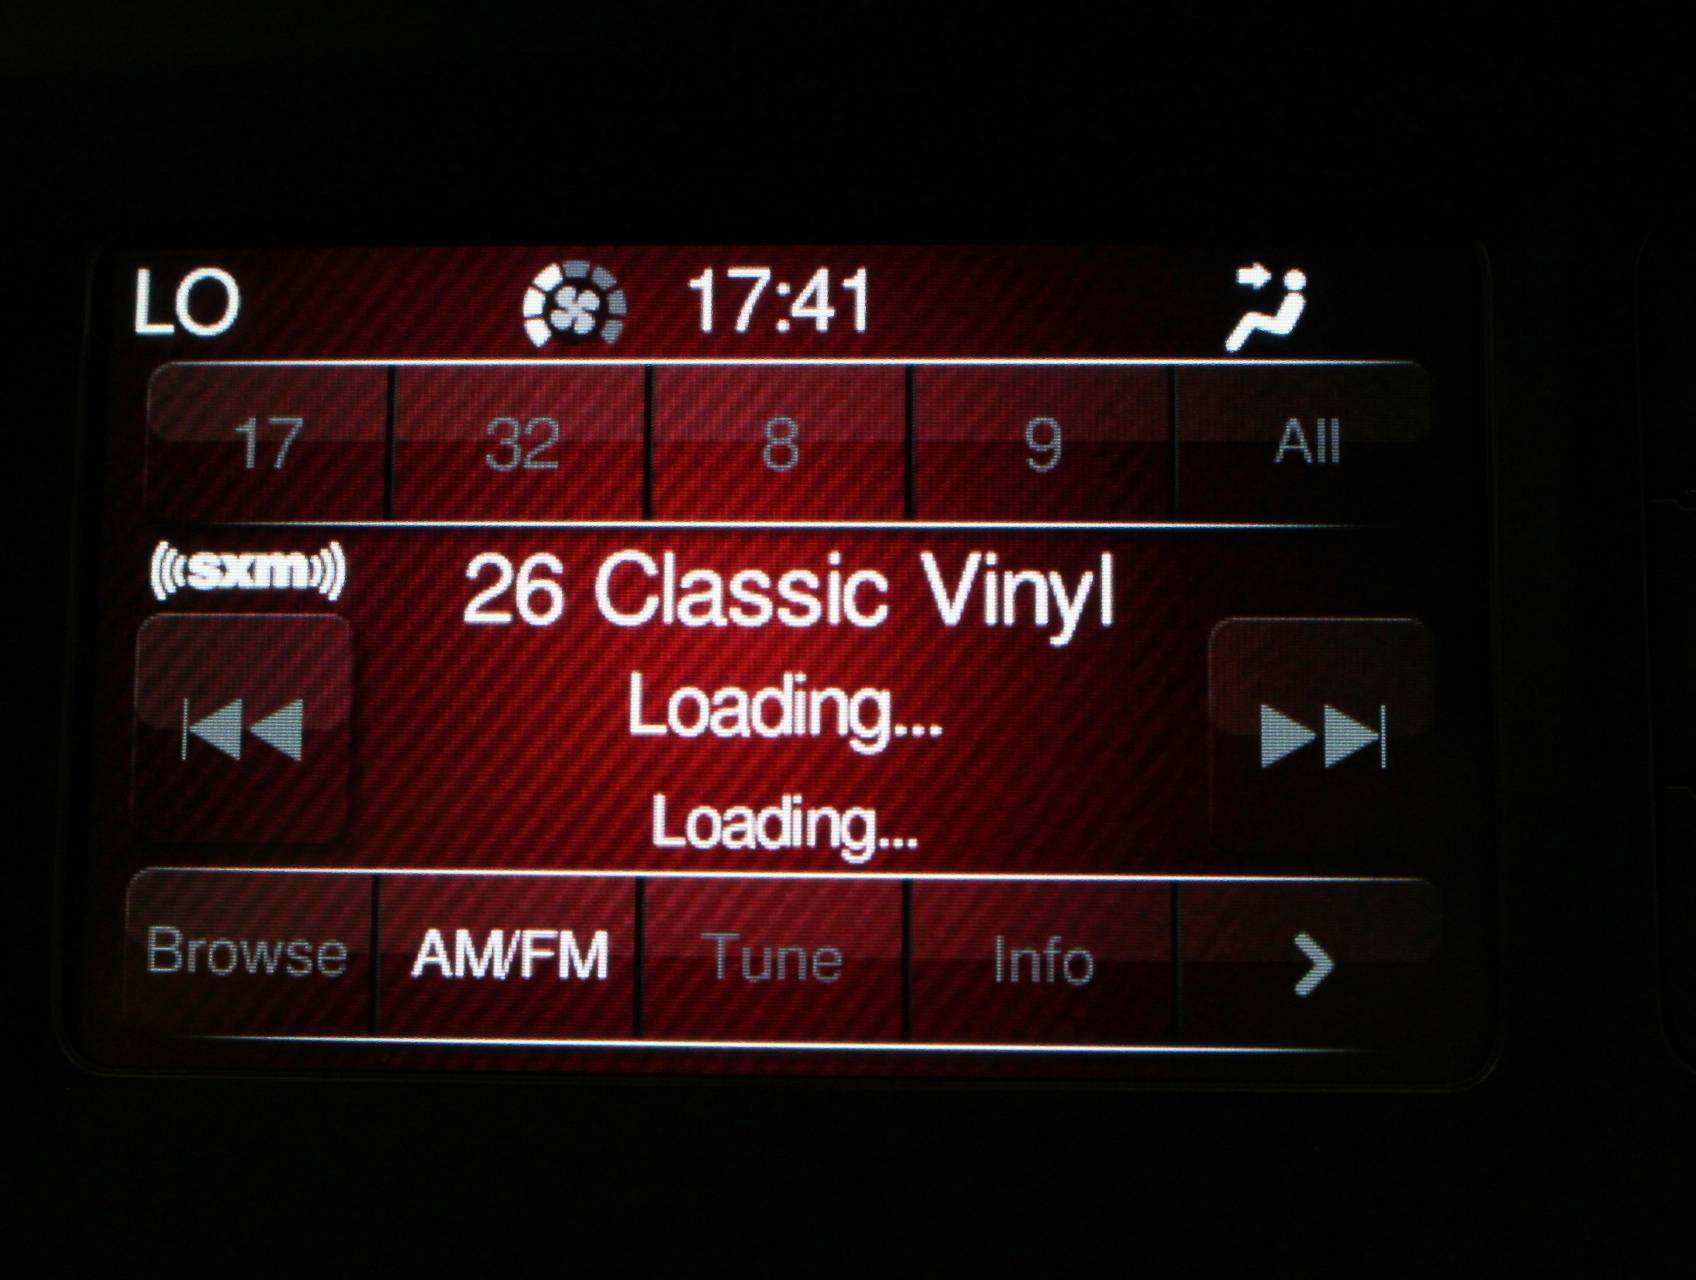 LO 17:41
17 32 8 9 All
sxm
26 Classic Vinyl
Loading...
Loading...
Browse AM/FM Tune Info